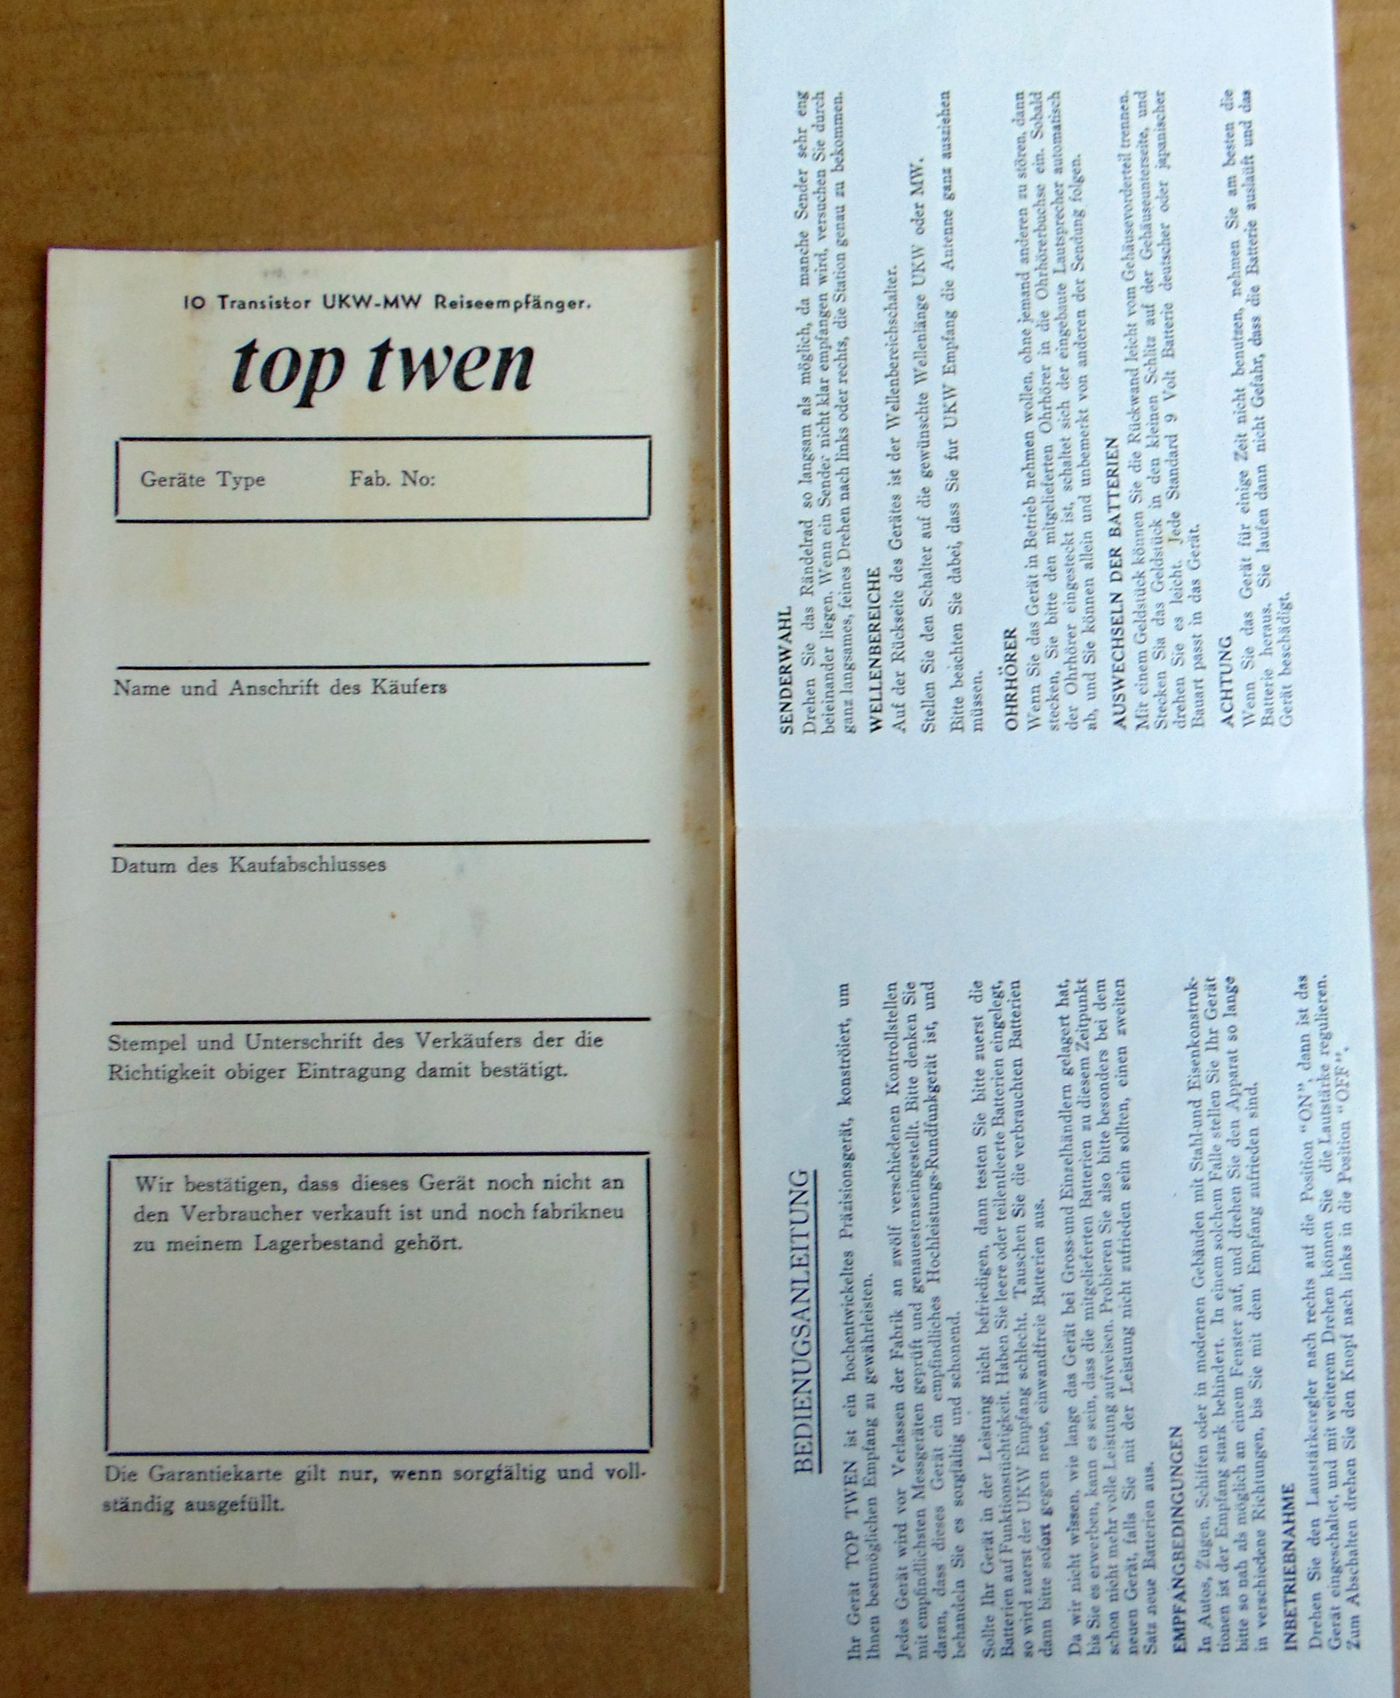 10 Transistor UKW-MW Reiseempfänger.
top twen
Geräte Type Fab. No:
Name und Anschrift des Käufers
Datum des Kaufabschlusses
Stempel und Unterschrift des Verkäufers der die
Richtigkeit obiger Eintragung damit bestätigt.
Wir bestätigen, dass dieses Gerät noch nicht an
den Verbraucher verkauft ist und noch fabrikneu
zu meinem Lagerbestand gehört.
Die Garantiekarte gilt nur, wenn sorgfältig und voll-
ständig ausgefüllt.
BEDIENUGSANLEITUNG
Ihr Gerät TOP TWEN ist ein hochentwickeltes Präzisionsgerät, konströiert, um
Ihnen bestmöglichen Empfang zu gewährleisten.
Jedes Gerät wird vor Verlassen der Fabrik an zwölf verschiedenen Kontrollstellen
mit empfindlichsten Messgeräten geprüft und genauesteneingestellt. Bitte denken Sie
daran, dass dieses Gerät ein empfindliches Hochleistungs-Rundfunkgerät ist, und
behandeln Sie es sorgfältig und schonend.
Sollte Ihr Gerät in der Leistung nicht befriedigen, dann testen Sie bitte zuerst die
Batterien auf Funktionstüchtigkeit. Haben Sie leere oder teilentleerte Batterien eingelegt,
so wird zuerst der UKW Empfang schlecht. Tauschen Sie die verbrauchten Batterien
dann bitte sofort gegen neue, einwandfreie Batterien aus.
Da wir nicht wissen, wie lange das Gerät bei Gross-und Einzelhändlern gelagert hat,
bis Sie es erwerben, kann es sein, dass die mitgelieferten Batterien zu diesem Zeitpunkt
schon nicht mehr volle Leistung aufweisen. Probieren Sie also bitte besonders bei dem
neuen Gerät, falls Sie mit der Leistung nicht zufrieden sein sollten, einen zweiten
Satz neue Batterien aus.
EMPFANGBEDINGUNGEN
In Autos, Zügen, Schiffen oder in modernen Gebäuden mit Stahl-und Eisenkonstruk-
tionen ist der Empfang stark behindert. In einem solchen Falle stellen Sie Ihr Gerät
bitte so nah als möglich an einem Fenster auf, und drehen Sie den Apparat so lange
in verschiedene Richtungen, bis Sie mit dem Empfang zufrieden sind.
INBETRIEBNAHME
Drehen Sie den Lautstärkeregler nach rechts auf die Position "ON", dann ist das
Gerät eingeschaltet, und mit weiterem Drehen können Sie die Lautstärke regulieren.
Zum Abschalten drehen Sie den Knopf nach links in die Position "OFF".
SENDERWAHL
Drehen Sie das Rändelrad so langsam als möglich, da manche Sender sehr eng
beieinander liegen. Wenn ein Sender nicht klar empfangen wird, versuchen Sie durch
ganz langsames, feines Drehen nach links oder rechts, die Station genau zu bekommen.
WELLENBEREICHE
Auf der Rückseite des Gerätes ist der Wellenbereichschalter.
Stellen Sie den Schalter auf die gewünschte Wellenlänge UKW oder MW.
Bitte beachten Sie dabei, dass Sie fur UKW Empfang die Antenne ganz ausziehen
müssen.
OHRHÖRER
Wenn Sie das Gerät in Betrieb nehmen wollen, ohne jemand anderen zu stören, dann
stecken, Sie bitte den mitgelieferten Ohrhörer in die Ohrhörerbuchse ein. Sobald
der Ohrhörer eingesteckt ist, schaltet sich der eingebaute Lautsprecher automatisch
ab, und Sie können allein und unbemerkt von anderen der Sendung folgen.
AUSWECHSELN DER BATTERIEN
Mit einem Geldstück können Sie die Rückwand leicht vom Gehäusevorderteil trennen.
Stecken Sia das Geldstück in den kleinen Schlitz auf der Gehäuseunterseite, und
drehen Sie es leicht. Jede Standard 9 Volt Batterie deutscher oder japanischer
Bauart passt in das Gerät.
ACHTUNG
Wenn Sie das Gerät für einige Zeit nicht benutzen, nehmen Sie am besten die
Batterie heraus. Sie laufen dann nicht Gefahr, dass die Batterie ausläuft und das
Gerät beschädigt.